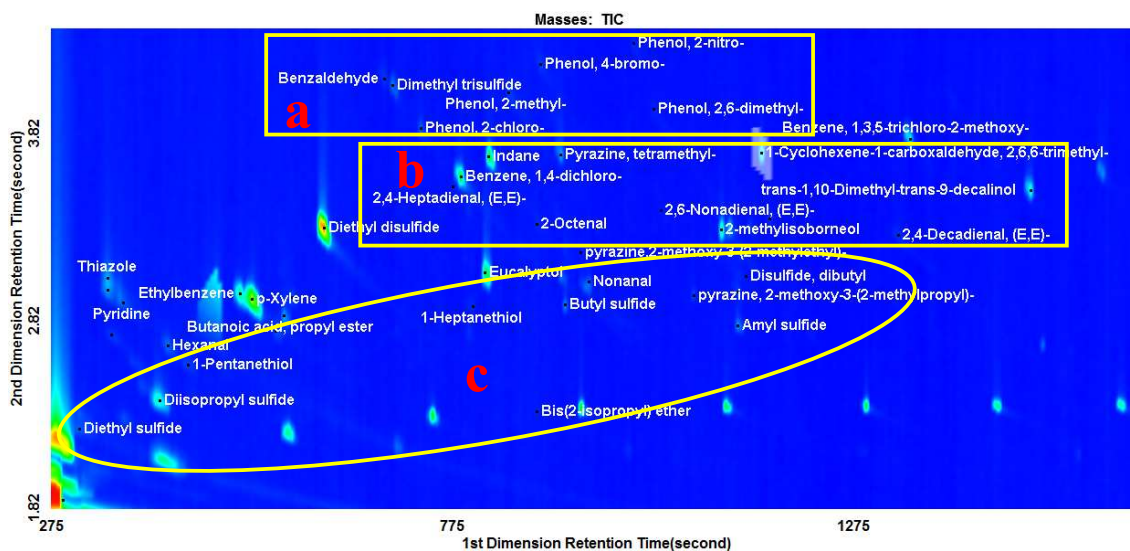 Masses: TIC
Phenol, 2-nitro-
Phenol, 4-bromo-
Benzaldehyde
Dimethyl trisulfide
Phenol, 2-methyl-
Phenol, 2,6-dimethyl-
a
Phenol, 2-chloro-
Benzene, 1,3,5-trichloro-2-methoxy-
3.82
Indane
Pyrazine, tetramethyl-
1-Cyclohexene-1-carboxaldehyde, 2,6,6-trimethyl-
b
Benzene, 1,4-dichloro-
2,4-Heptadienal, (E,E)-
trans-1,10-Dimethyl-trans-9-decalinol
2,6-Nonadienal, (E,E)-
Diethyl disulfide
2-Octenal
2-methylisoborneol
2,4-Decadienal, (E,E)-
pyrazine,2-methoxy-3-(2-methylethyl)-
Thiazole
Eucalyptol
Nonanal
Disulfide, dibutyl
Ethylbenzene
p-Xylene
pyrazine, 2-methoxy-3-(2-methylpropyl)-
Pyridine
Butyl sulfide
2.82
Butanoic acid, propyl ester
1-Heptanethiol
Amyl sulfide
Hexanal
1-Pentanethiol
c
Diisopropyl sulfide
Bis(2-isopropyl) ether
Diethyl sulfide
1.82
2nd Dimension Retention Time(second)
275
775
1275
1st Dimension Retention Time(second)